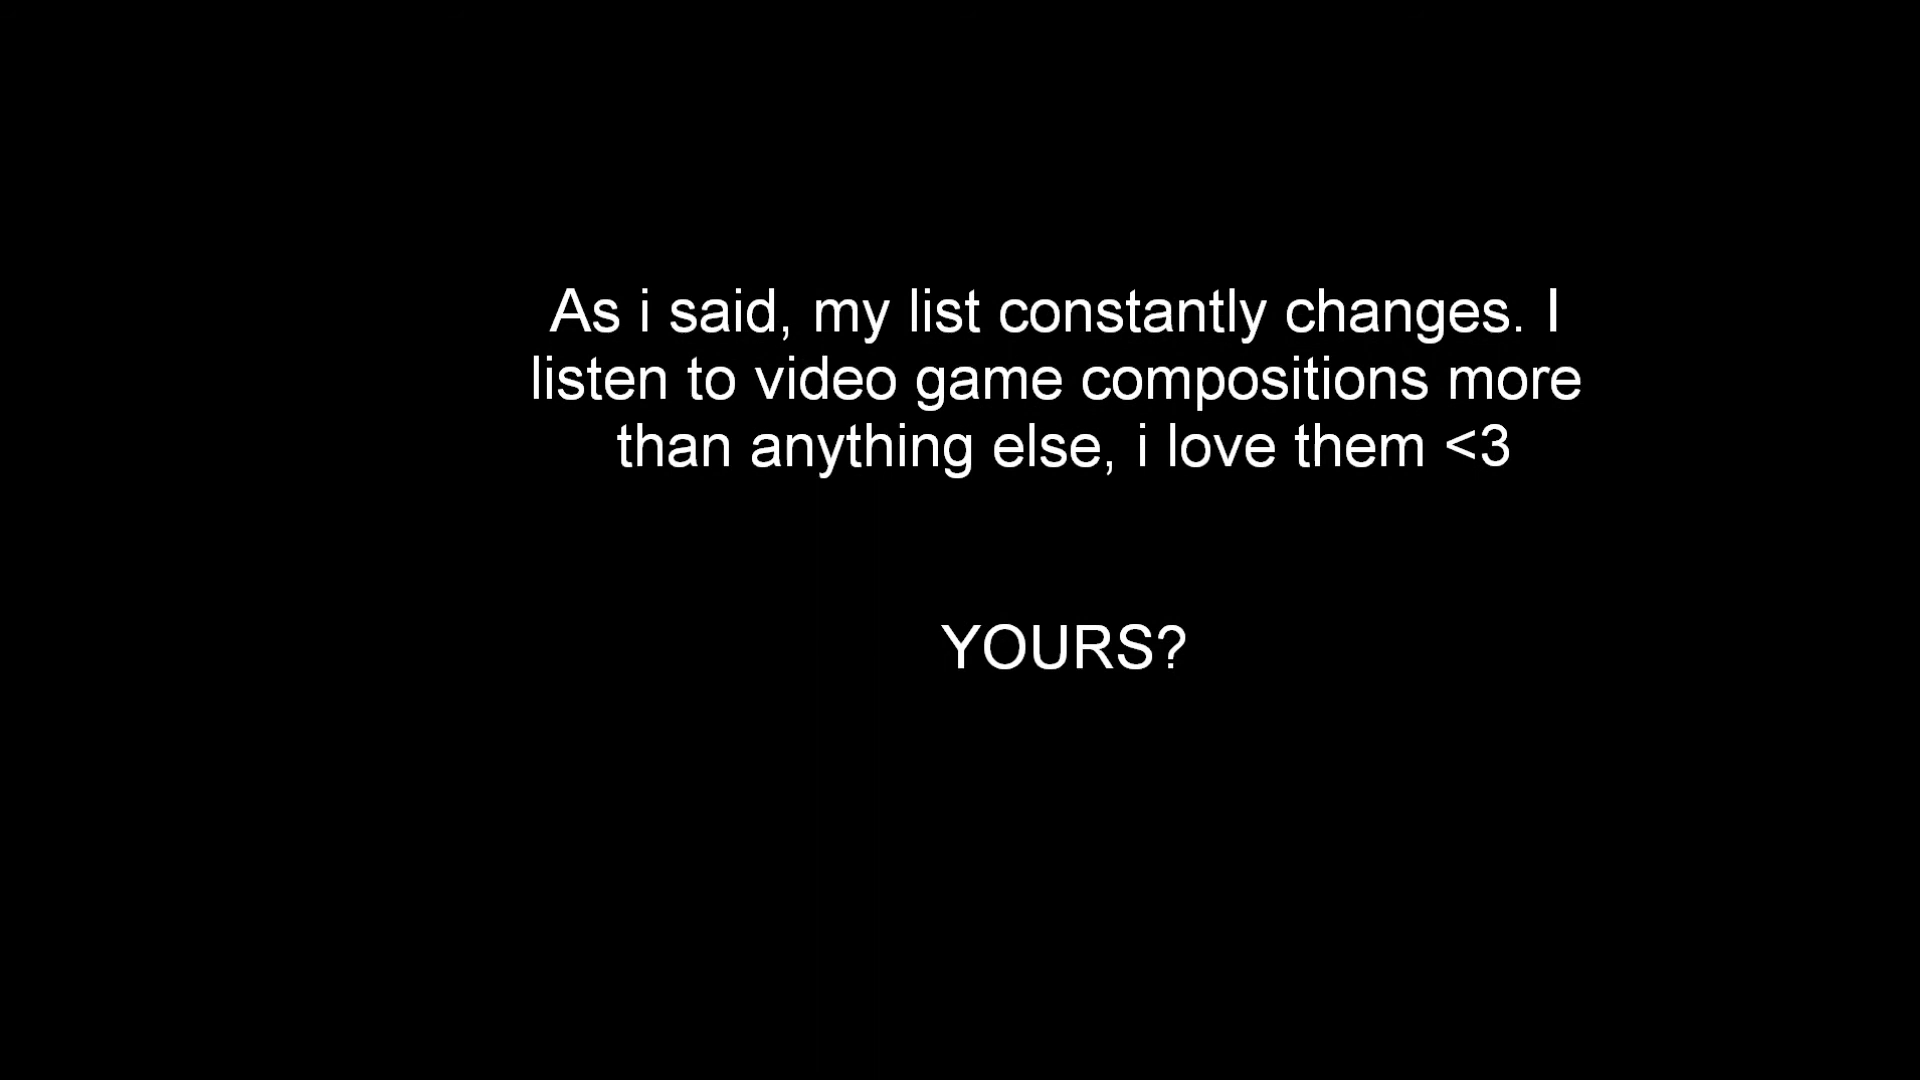 As i said, my list constantly changes. I
listen to video game compositions more
than anything else, i love them <3
YOURS?